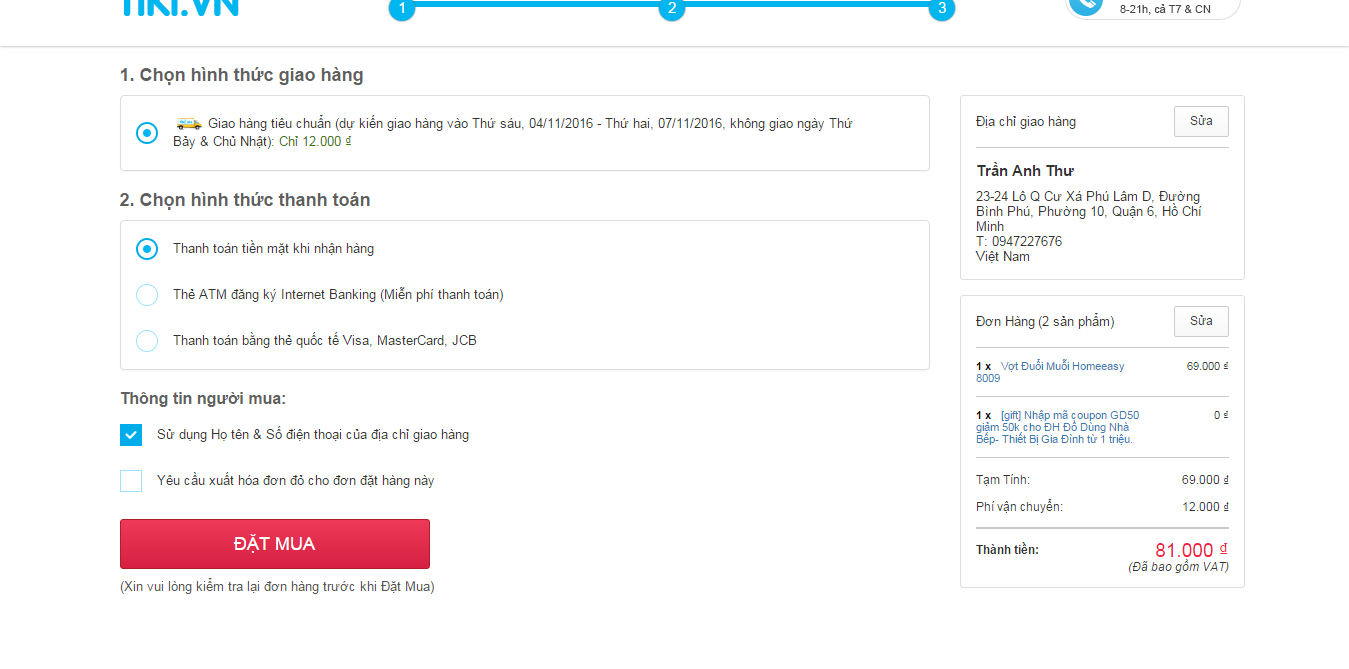 TIKI.VN
1
2
3
8-21h, cả T7 & CN
1. Chọn hình thức giao hàng
Giao hàng tiêu chuẩn (dự kiến giao hàng vào Thứ sáu, 04/11/2016 - Thứ hai, 07/11/2016, không giao ngày Thứ
Bảy & Chủ Nhật): Chỉ 12.000 ₫
2. Chọn hình thức thanh toán
Thanh toán tiền mặt khi nhận hàng
Thẻ ATM đăng ký Internet Banking (Miễn phí thanh toán)
Thanh toán bằng thẻ quốc tế Visa, MasterCard, JCB
Thông tin người mua:
Sử dụng Họ tên & Số điện thoại của địa chỉ giao hàng
Yêu cầu xuất hóa đơn đỏ cho đơn đặt hàng này
ĐẶT MUA
(Xin vui lòng kiểm tra lại đơn hàng trước khi Đặt Mua)
Địa chỉ giao hàng
Sửa
Trần Anh Thư
23-24 Lô Q Cư Xá Phú Lâm D, Đường
Bình Phú, Phường 10, Quận 6, Hồ Chí
Minh
T: 0947227676
Việt Nam
Đơn Hàng (2 sản phẩm)
Sửa
1 x Vợt Đuổi Muỗi Homeeasy 69.000 ₫
8009
1 x [gift] Nhập mã coupon GD50 0 ₫
giảm 50k cho ĐH Đồ Dùng Nhà
Bếp- Thiết Bị Gia Đình từ 1 triệu.
Tạm Tính: 69.000 ₫
Phí vận chuyển: 12.000 ₫
Thành tiền: 81.000 ₫
(Đã bao gồm VAT)